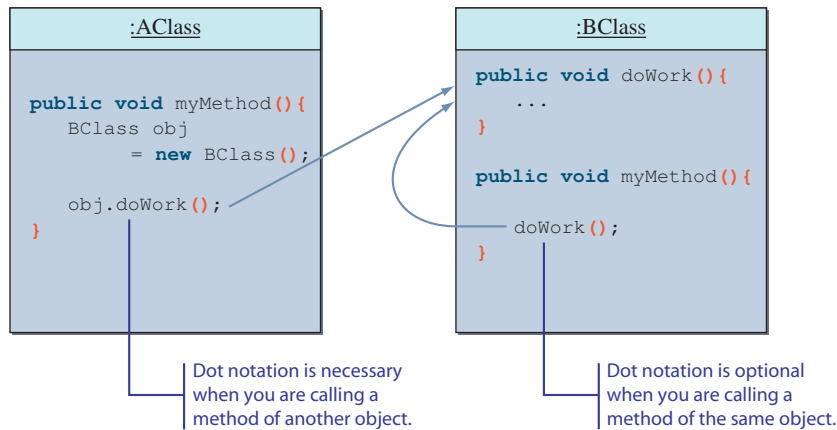 :AClass
public void myMethod(){
BClass obj
= new BClass();
obj.doWork();
}
:BClass
public void doWork(){
...
}
public void myMethod(){
doWork();
}
Dot notation is necessary
when you are calling a
method of another object.
Dot notation is optional
when you are calling a
method of the same object.